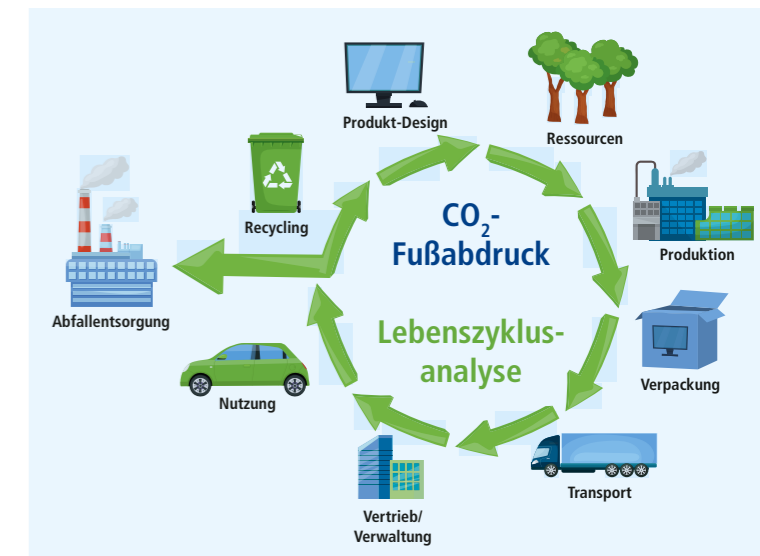 Produkt-Design
Ressourcen
Recycling
CO₂-
Fußabdruck
Produktion
Abfallentsorgung
Lebenszyklus-
analyse
Verpackung
Nutzung
Transport
Vertrieb/
Verwaltung